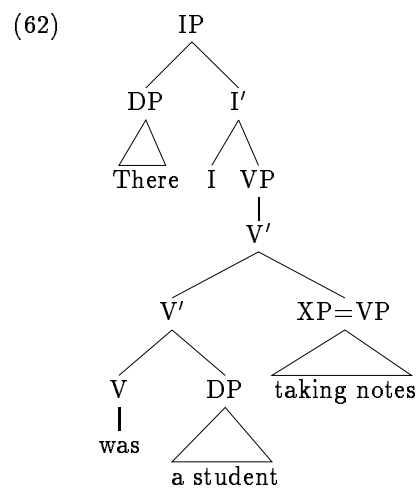 (62) IP
DP I′
There I VP
V′
V′ XP=VP
V DP taking notes
was
a student